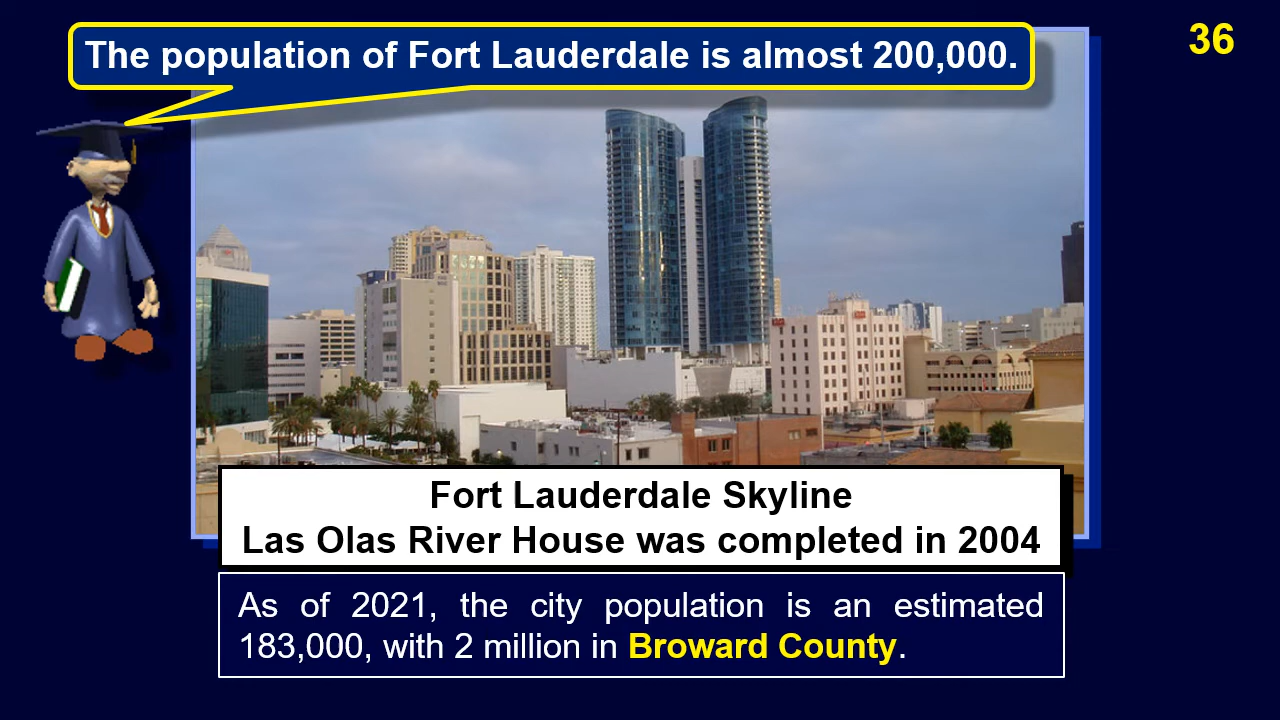 The population of Fort Lauderdale is almost 200,000.
36
Fort Lauderdale Skyline
Las Olas River House was completed in 2004
As of 2021, the city population is an estimated
183,000, with 2 million in Broward County.